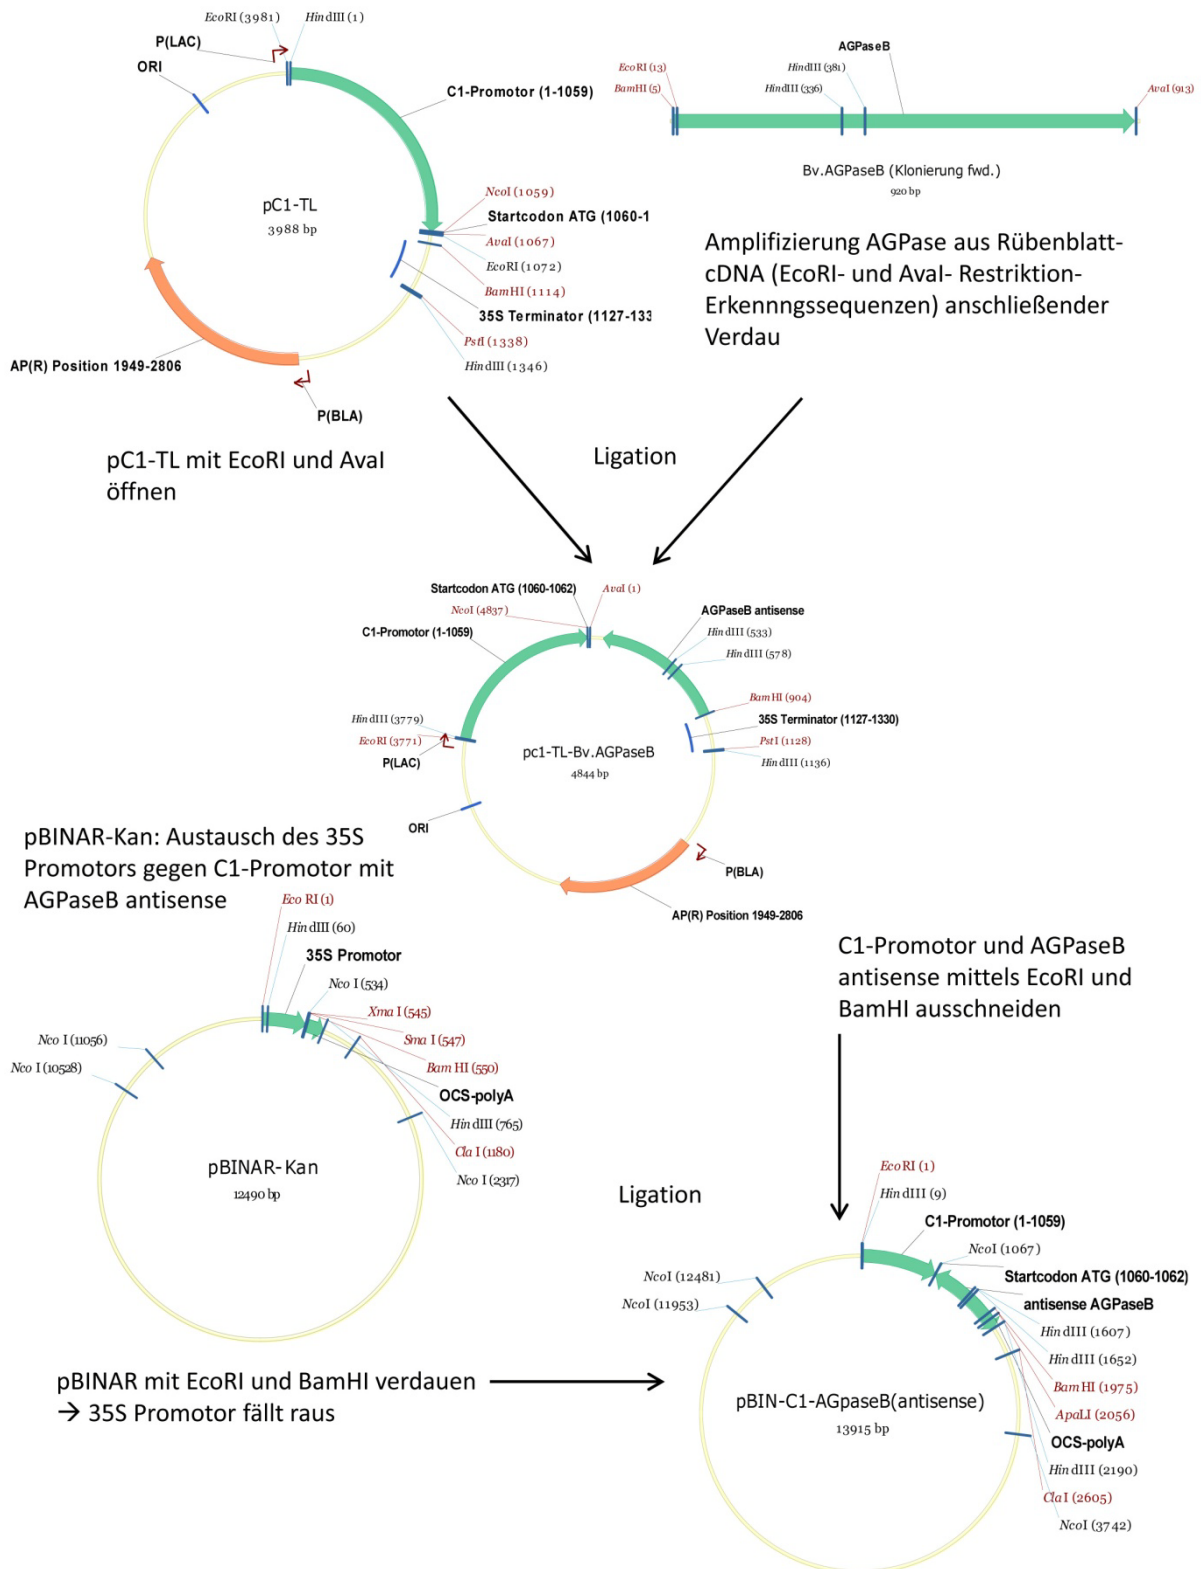 EcoRI (3981)
HindIII (1)
P(LAC)
ORI
C1-Promotor (1-1059)
NcoI (1059)
Startcodon ATG (1060-1
AvaI (1067)
EcoRI (1072)
BamHI (1114)
35S Terminator (1127-133
PstI (1338)
HindIII (1346)
pC1-TL
3988 bp
AP(R) Position 1949-2806
P(BLA)
AGPaseB
EcoRI (13)
HindIII (381)
BamHI (5)
HindIII (336)
AvaI (913)
Bv.AGPaseB (Klonierung fwd.)
920 bp
Amplifizierung AGPase aus Rübenblatt-
cDNA (EcoRI- und AvaI- Restriktion-
Erkennngssequenzen) anschließender
Verdau
pC1-TL mit EcoRI und AvaI
öffnen
Ligation
Startcodon ATG (1060-1062)
AvaI (1)
NcoI (4837)
AGPaseB antisense
C1-Promotor (1-1059)
HindIII (533)
HindIII (578)
BamHI (904)
35S Terminator (1127-1330)
HindIII (3779)
EcoRI (3771)
PstI (1128)
P(LAC)
HindIII (1136)
pc1-TL-Bv.AGPaseB
4844 bp
ORI
P(BLA)
AP(R) Position 1949-2806
pBINAR-Kan: Austausch des 35S
Promotors gegen C1-Promotor mit
AGPaseB antisense
Eco RI (1)
Hin dIII (60)
35S Promotor
Nco I (534)
Xma I (545)
Sma I (547)
Bam HI (550)
OCS-polyA
Hin dIII (765)
Cla I (1180)
Nco I (2317)
Nco I (11056)
Nco I (10528)
pBINAR-Kan
12490 bp
C1-Promotor und AGPaseB
antisense mittels EcoRI und
BamHI ausschneiden
Ligation
EcoRI (1)
HindIII (9)
C1-Promotor (1-1059)
NcoI (1067)
Startcodon ATG (1060-1062)
antisense AGPaseB
HindIII (1607)
HindIII (1652)
BamHI (1975)
ApaLI (2056)
OCS-polyA
HindIII (2190)
ClaI (2605)
NcoI (3742)
NcoI (12481)
NcoI (11953)
pBIN-C1-AGpaseB(antisense)
13915 bp
pBINAR mit EcoRI und BamHI verdauen
→ 35S Promotor fällt raus